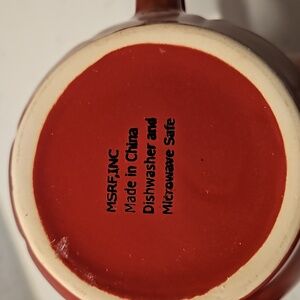 MSRF,INC
Made in China
Dishwasher and
Microwave Safe